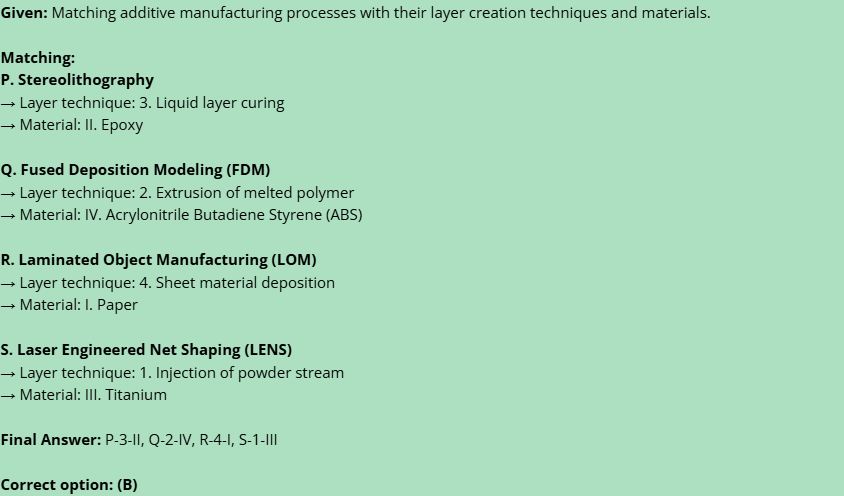 Given: Matching additive manufacturing processes with their layer creation techniques and materials.
Matching:
P. Stereolithography
→ Layer technique: 3. Liquid layer curing
→ Material: II. Epoxy
Q. Fused Deposition Modeling (FDM)
→ Layer technique: 2. Extrusion of melted polymer
→ Material: IV. Acrylonitrile Butadiene Styrene (ABS)
R. Laminated Object Manufacturing (LOM)
→ Layer technique: 4. Sheet material deposition
→ Material: I. Paper
S. Laser Engineered Net Shaping (LENS)
→ Layer technique: 1. Injection of powder stream
→ Material: III. Titanium
Final Answer: P-3-II, Q-2-IV, R-4-I, S-1-III
Correct option: (B)